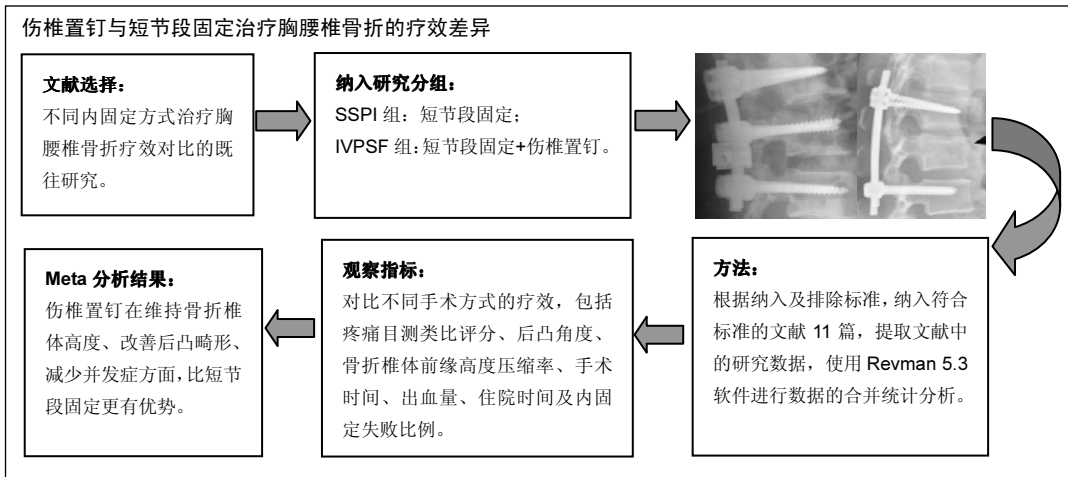 伤椎置钉与短节段固定治疗胸腰椎骨折的疗效差异
文献选择：
不同内固定方式治疗胸
腰椎骨折疗效对比的既
往研究。
纳入研究分组：
SSPI 组：短节段固定；
IVPSF 组：短节段固定+伤椎置钉。
方法：
根据纳入及排除标准，纳入符合
标准的文献 11 篇，提取文献中
的研究数据，使用 Revman 5.3
软件进行数据的合并统计分析。
观察指标：
对比不同手术方式的疗效，包括
疼痛目测类比评分、后凸角度、
骨折椎体前缘高度压缩率、手术
时间、出血量、住院时间及内固
定失败比例。
Meta 分析结果：
伤椎置钉在维持骨折椎
体高度、改善后凸畸形、
减少并发症方面，比短节
段固定更有优势。